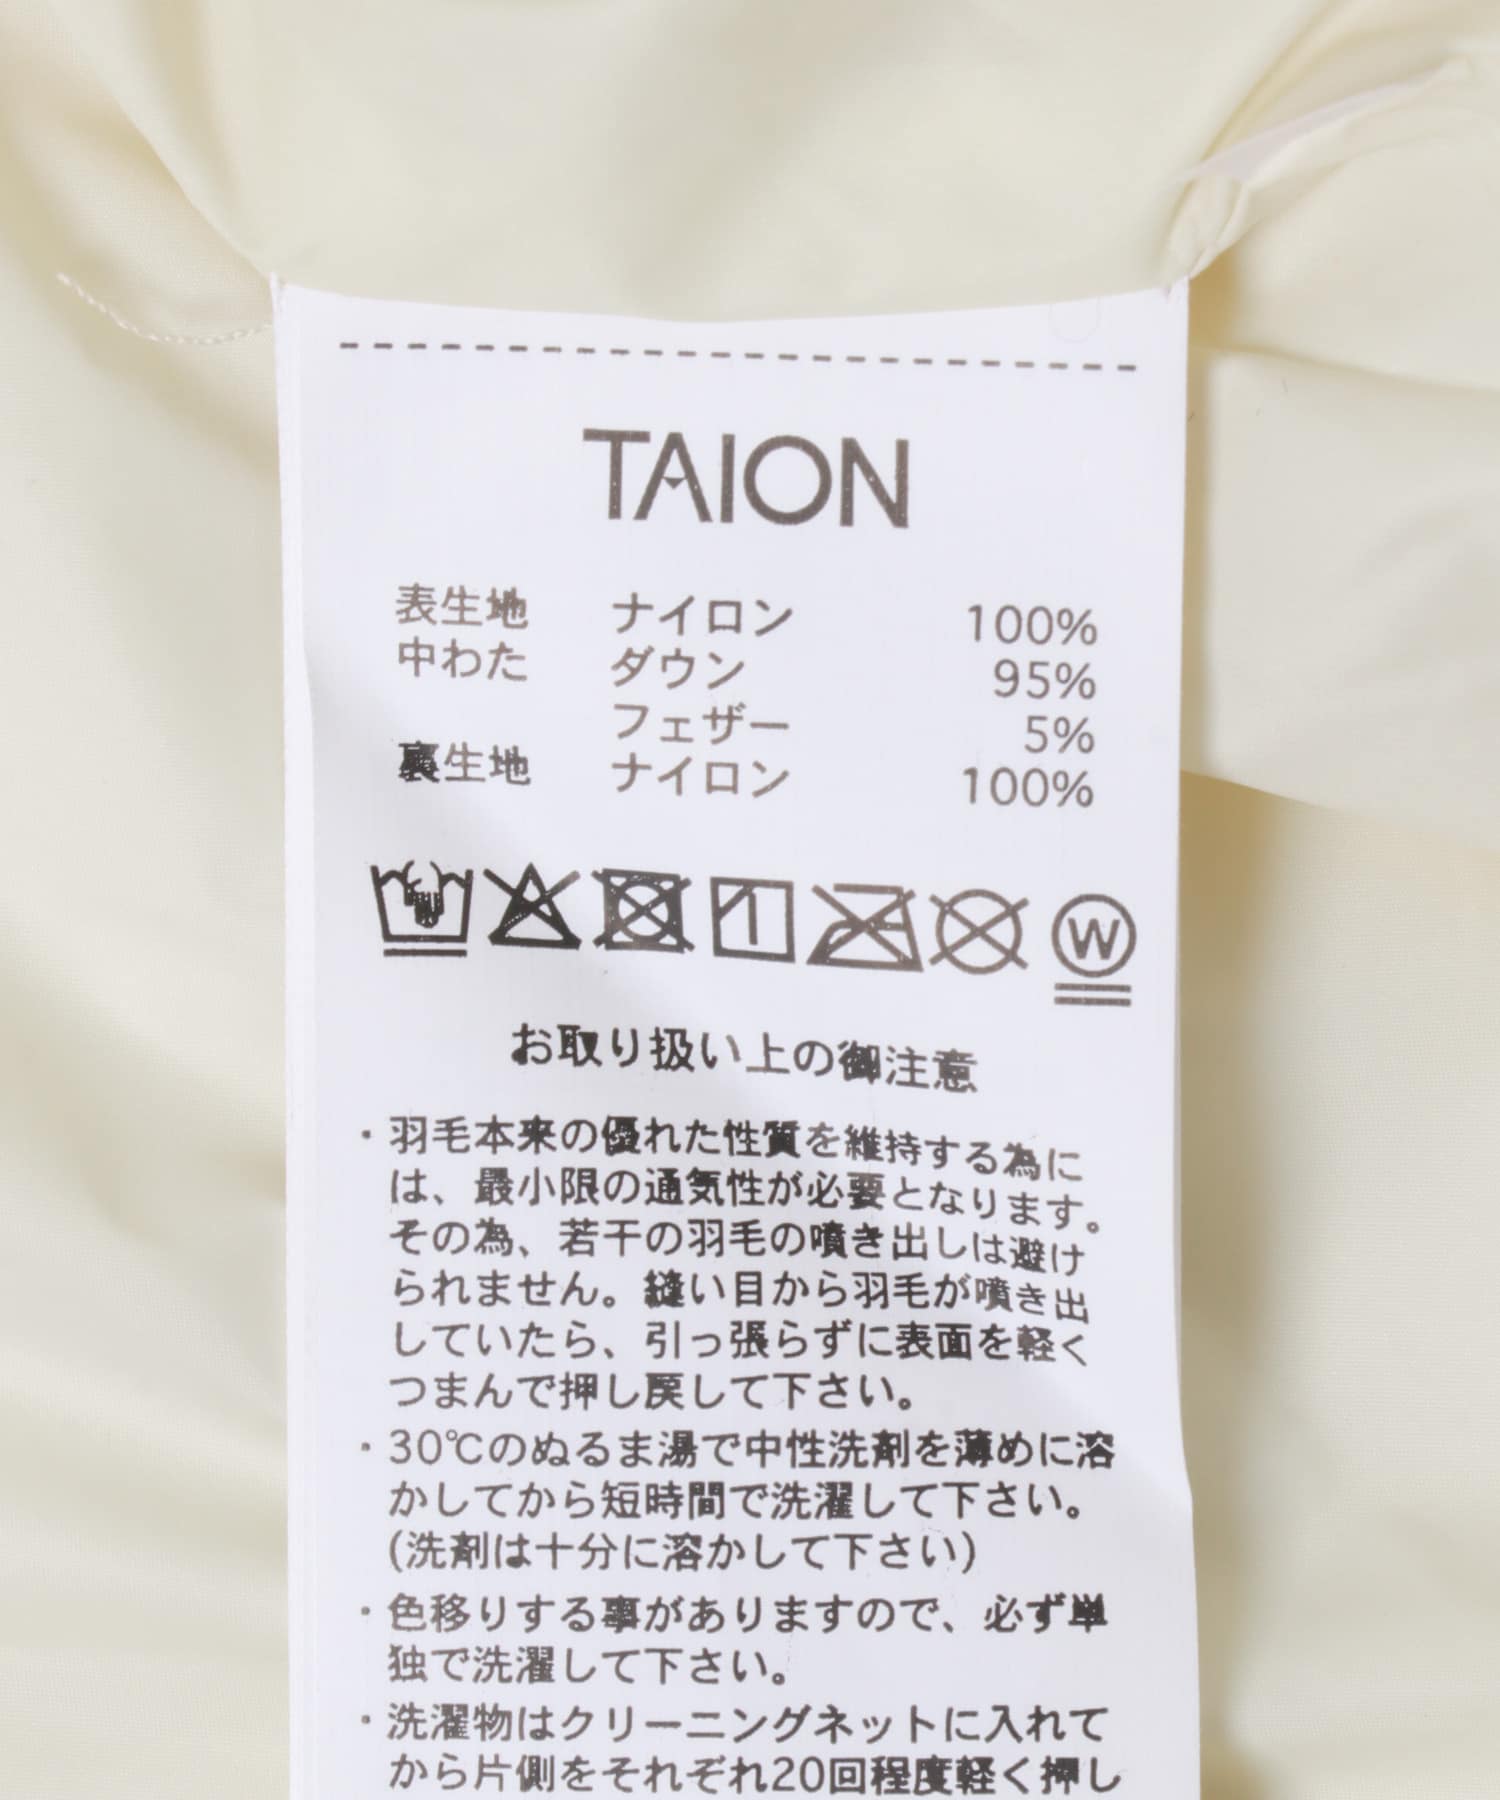 TAION
表生地 ナイロン 100%
中わた ダウン 95%
フェザー 5%
裏生地 ナイロン 100%
W
お取り扱い上の御注意
・羽毛本来の優れた性質を維持する為に
は、最小限の通気性が必要となります。
その為、若干の羽毛の噴き出しは避け
られません。縫い目から羽毛が噴き出
していたら、引っ張らずに表面を軽く
つまんで押し戻して下さい。
・30℃のぬるま湯で中性洗剤を薄めに溶
かしてから短時間で洗濯して下さい。
(洗剤は十分に溶かして下さい)
・色移りする事がありますので、必ず単
独で洗濯して下さい。
・洗濯物はクリーニングネットに入れて
から片側をそれぞれ20回程度軽く押し